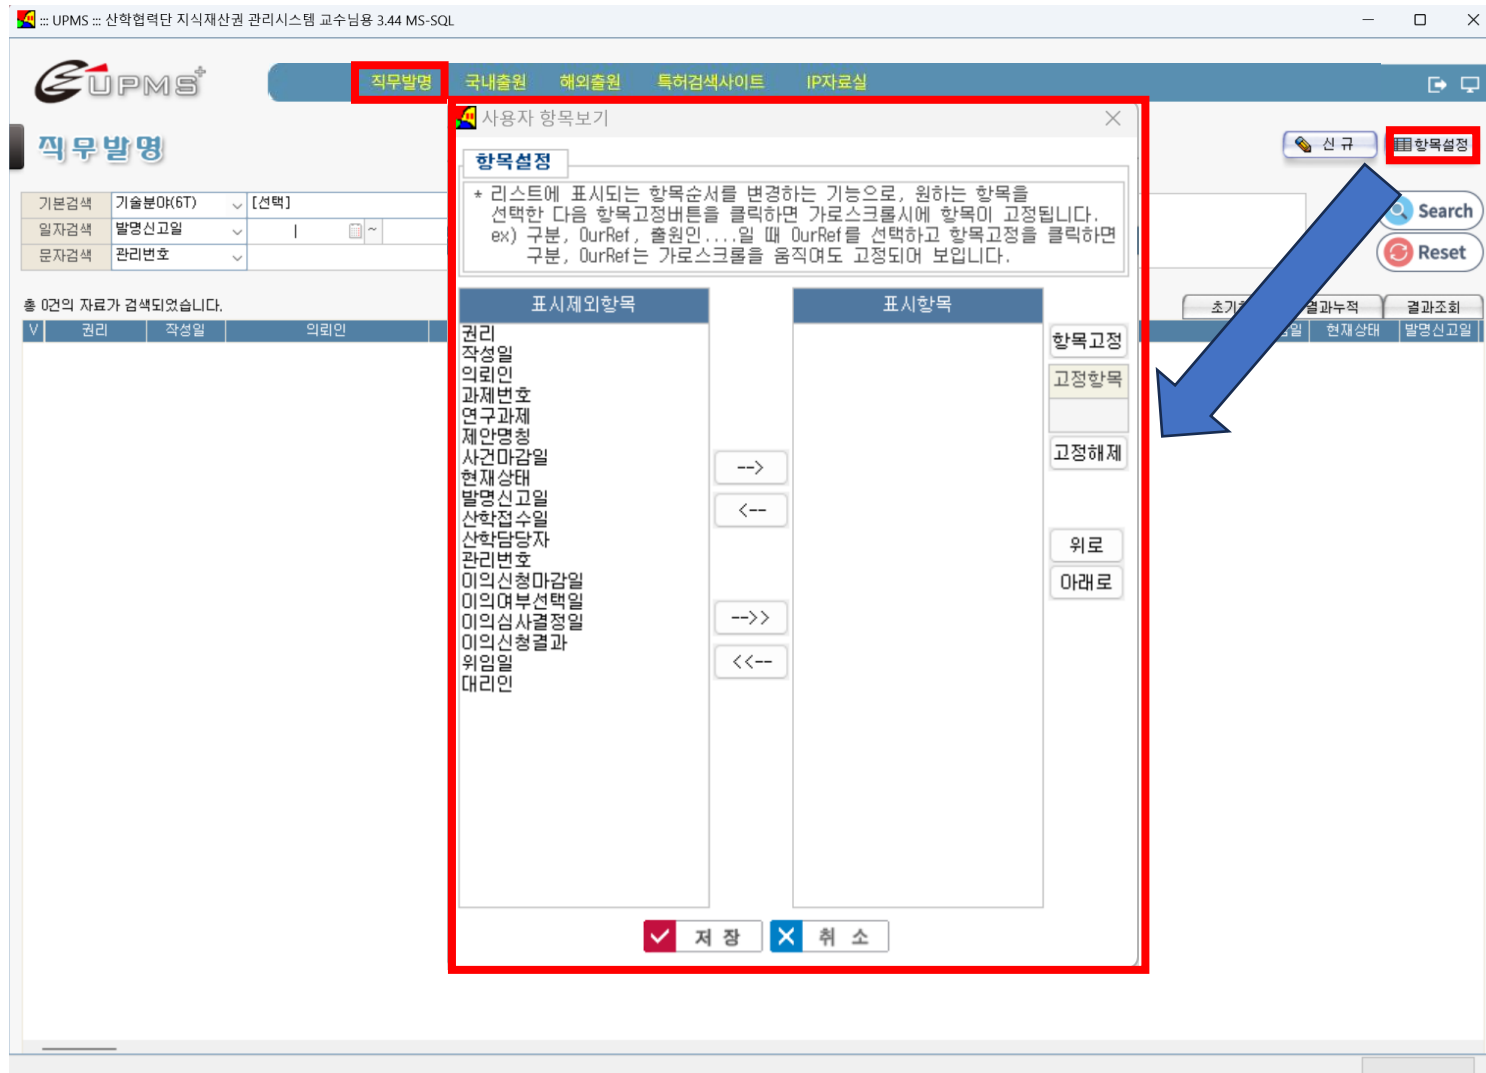 ::: UPMS ::: 산학협력단 지식재산권 관리시스템 교수님용 3.44 MS-SQL
UPMS+
직무발명 국내출원 해외출원 특허검색사이트 IP자료실
사용자 항목보기
직무발명
신규 항목설정
항목설정
* 리스트에 표시되는 항목순서를 변경하는 기능으로, 원하는 항목을
선택한 다음 항목고정버튼을 클릭하면 가로스크롤시에 항목이 고정됩니다.
ex) 구분, OurRef, 출원인....일 때 OurRef를 선택하고 항목고정을 클릭하면
구분, OurRef는 가로스크롤을 움직여도 고정되어 보입니다.
기본검색 기술분야(6T) [선택]
일자검색 발명신고일 ~
문자검색 관리번호
Search
Reset
총 0건의 자료가 검색되었습니다.
결과누적 결과조회
V 권리 작성일 의뢰인 현재상태 발명신고일
표시제외항목 표시항목
권리
작성일
의뢰인
과제번호
연구과제
제안명칭
사건마감일
현재상태
발명신고일
산학접수일
산학담당자
관리번호
이의신청마감일
이의여부선택일
이의심사결정일
이의신청결과
위임일
대리인
-->
<--
-->>
<<--
항목고정
고정항목
고정해제
위로
아래로
저장 취소